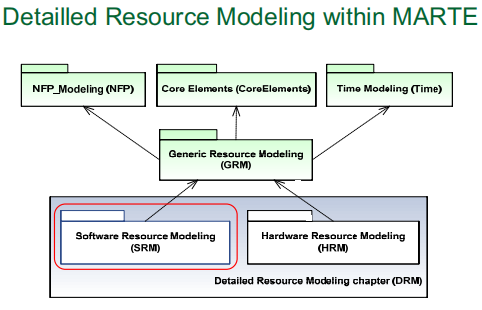 Detailled Resource Modeling within MARTE
NFP_Modeling (NFP)
Core Elements (CoreElements)
Time Modeling (Time)
Generic Resource Modeling
(GRM)
Software Resource Modeling
(SRM)
Hardware Resource Modeling
(HRM)
Detailed Resource Modeling chapter (DRM)